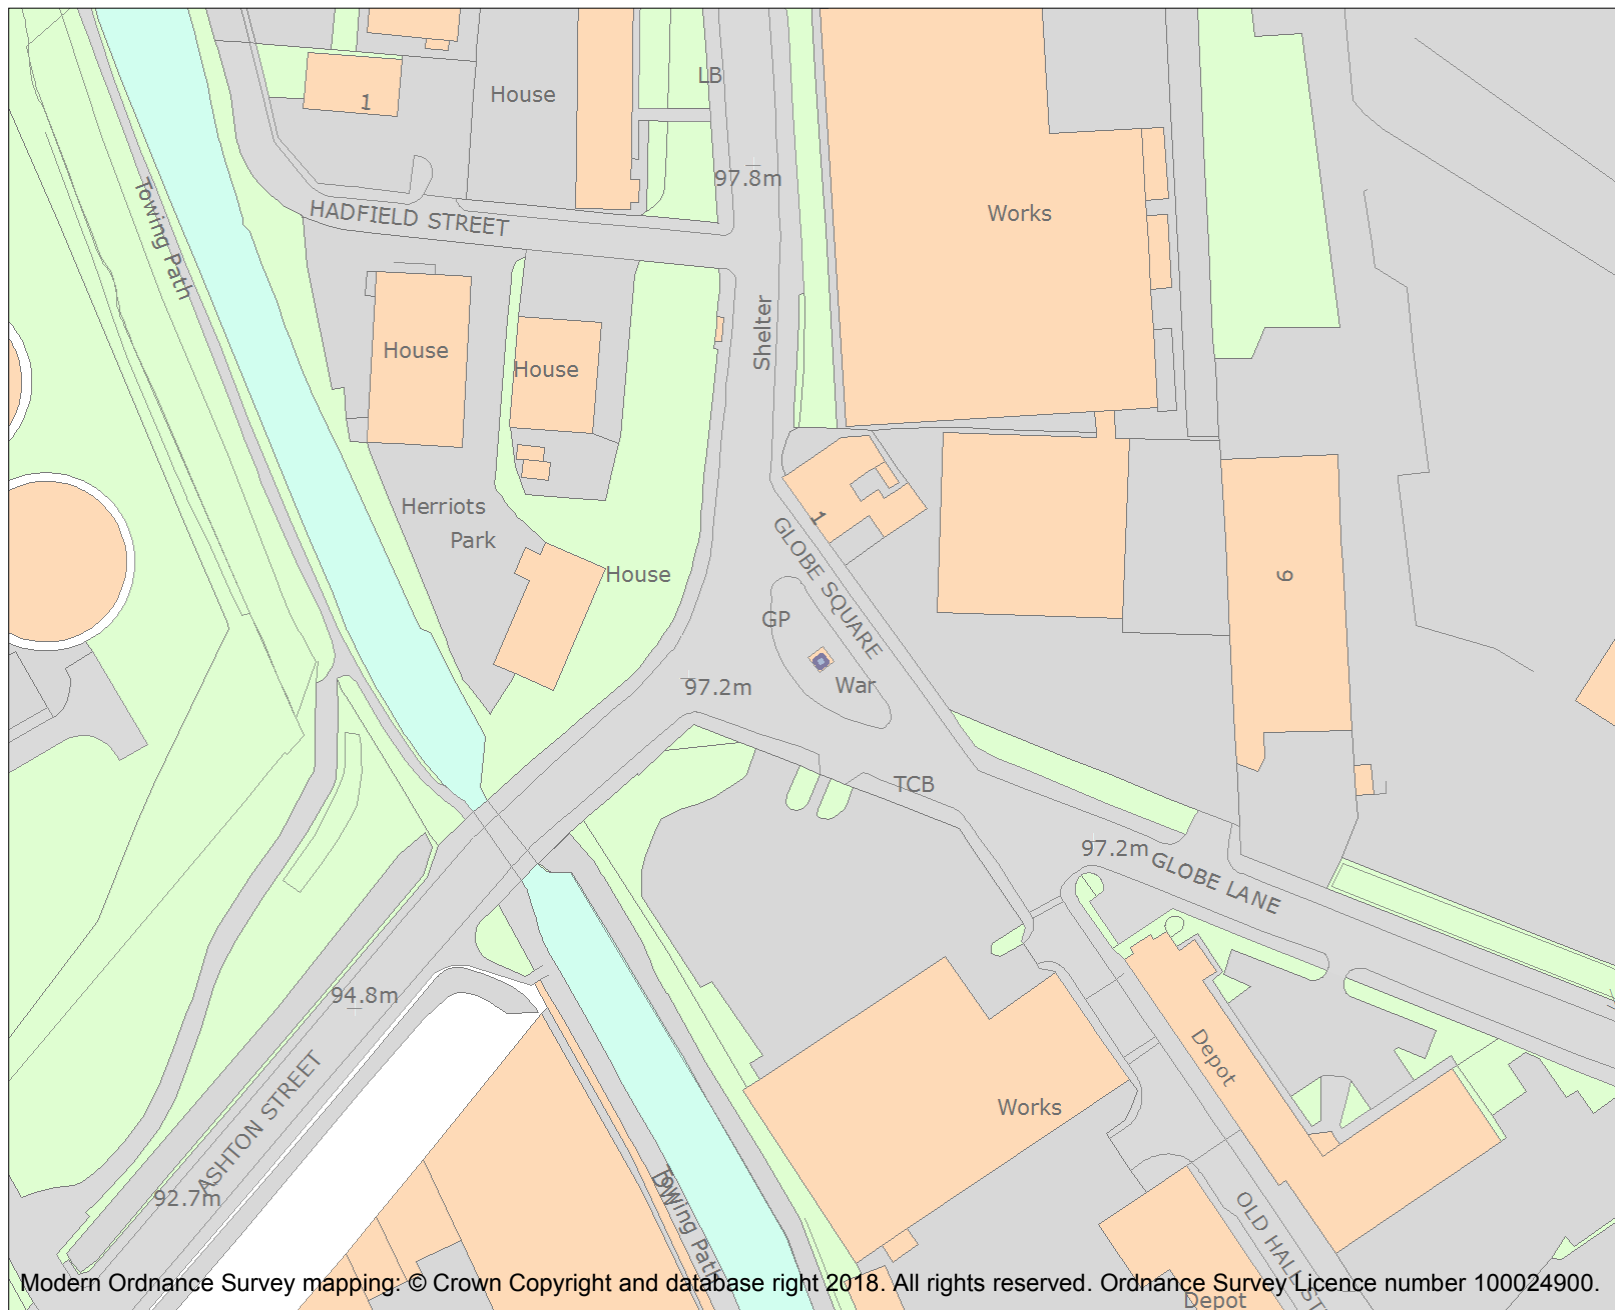 LB
House
1
97.8m
Works
Towing Path
HADFIELD STREET
Shelter
House
House
Herriots
Park
1
GLOBE SQUARE
House
6
GP
War
97.2m
TCB
97.2m
GLOBE LANE
94.8m
Depot
ASHTON STREET
Works
92.7m
Towing Path
OLD HALL ST
Modern Ordnance Survey mapping: © Crown Copyright and database right 2018. All rights reserved. Ordnance Survey Licence number 100024900.
Depot